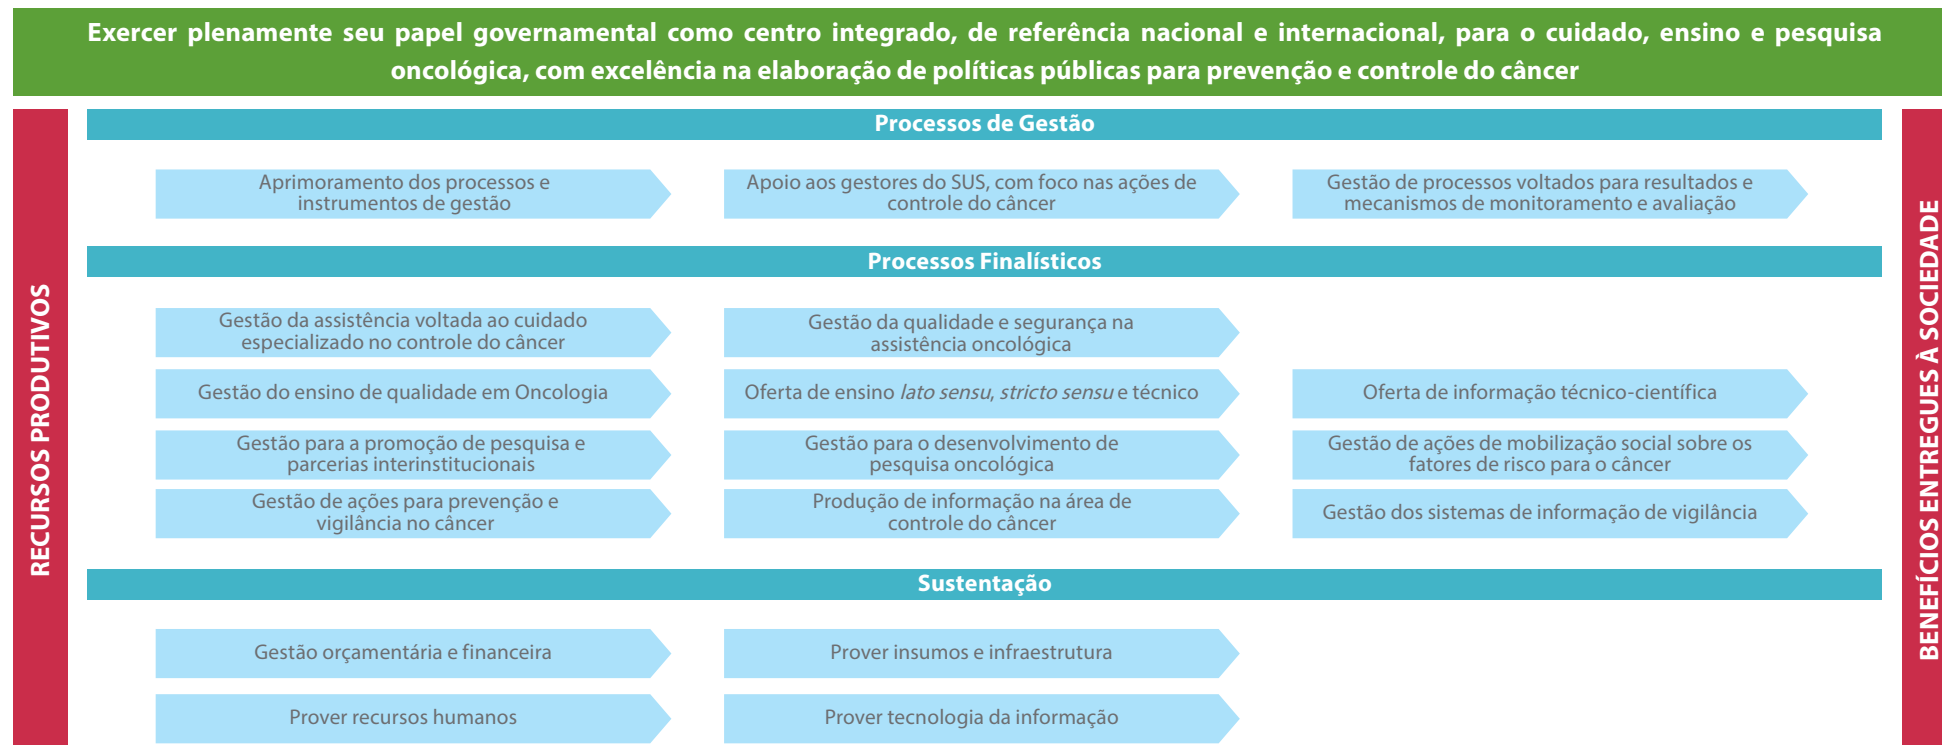 Exercer plenamente seu papel governamental como centro integrado, de referência nacional e internacional, para o cuidado, ensino e pesquisa
oncológica, com excelência na elaboração de políticas públicas para prevenção e controle do câncer
RECURSOS PRODUTIVOS
Processos de Gestão
Aprimoramento dos processos e
instrumentos de gestão
Apoio aos gestores do SUS, com foco nas ações de
controle do câncer
Gestão de processos voltados para resultados e
mecanismos de monitoramento e avaliação
Processos Finalísticos
Gestão da assistência voltada ao cuidado
especializado no controle do câncer
Gestão da qualidade e segurança na
assistência oncológica
Gestão do ensino de qualidade em Oncologia
Oferta de ensino lato sensu, stricto sensu e técnico
Oferta de informação técnico-científica
Gestão para a promoção de pesquisa e
parcerias interinstitucionais
Gestão para o desenvolvimento de
pesquisa oncológica
Gestão de ações de mobilização social sobre os
fatores de risco para o câncer
Gestão de ações para prevenção e
vigilância no câncer
Produção de informação na área de
controle do câncer
Gestão dos sistemas de informação de vigilância
Sustentação
Gestão orçamentária e financeira
Prover insumos e infraestrutura
Prover recursos humanos
Prover tecnologia da informação
BENEFÍCIOS ENTREGUES À SOCIEDADE